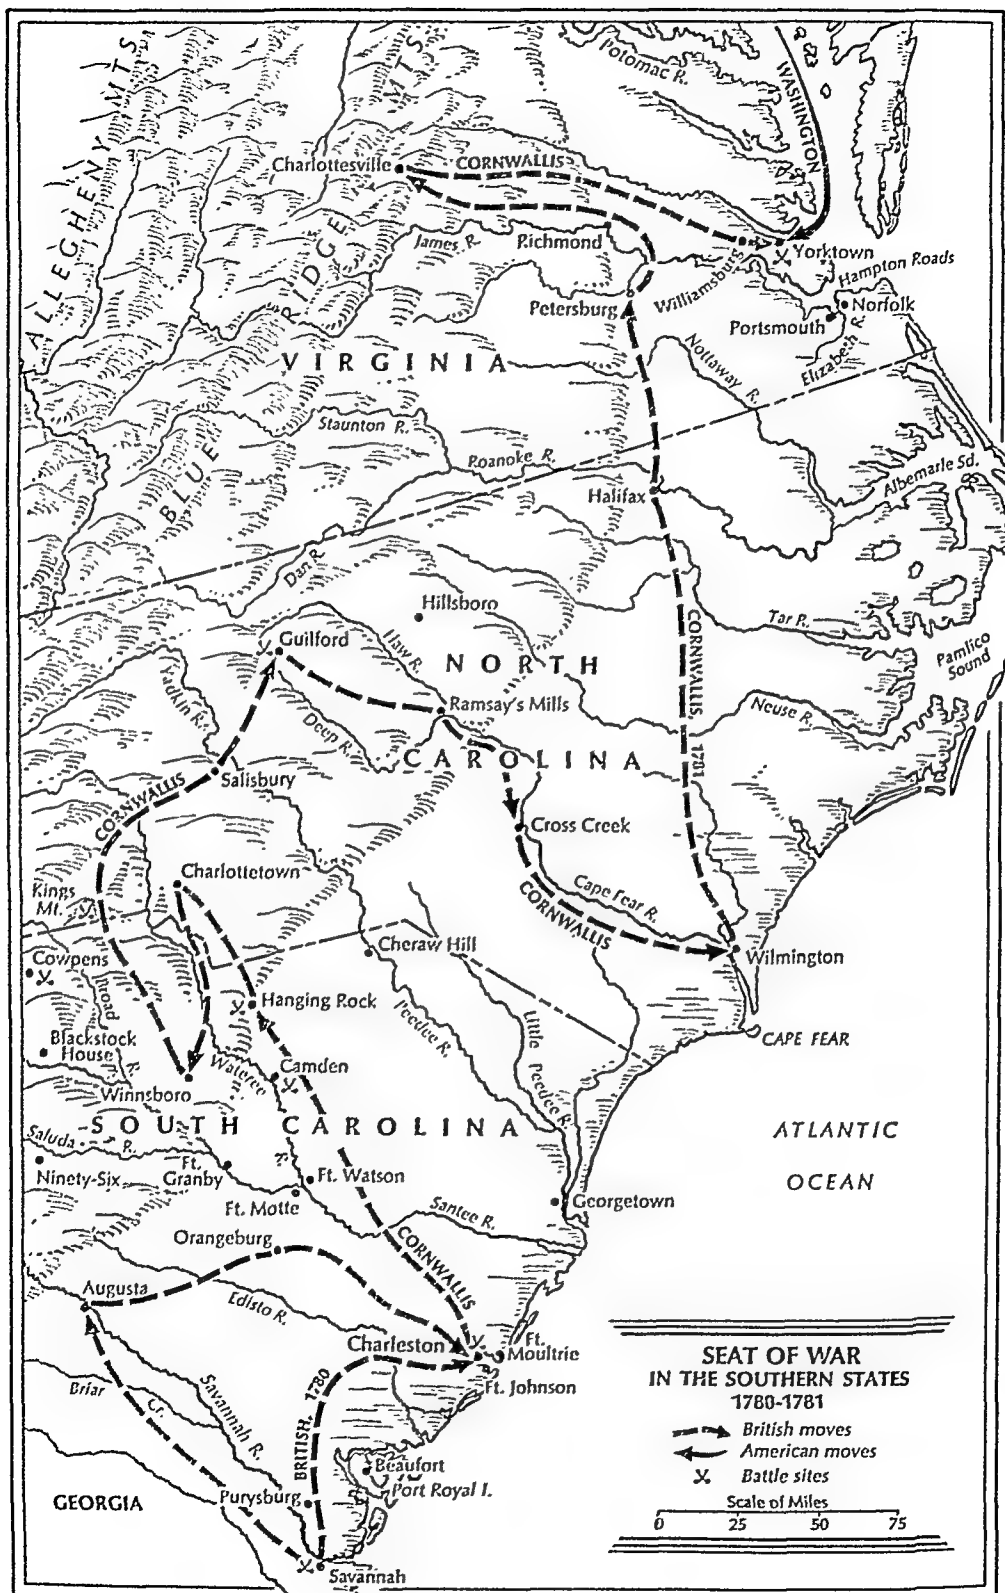 ALLEGHENY MTS
BLUE RIDGE MTS
Potomac R.
WASHINGTON
Charlottesville
CORNWALLIS
James R.
Richmond
Yorktown
Williamsburg
Hampton Roads
Petersburg
Norfolk
Portsmouth
Elizabeth R.
VIRGINIA
Nottaway R.
Staunton R.
Roanoke R.
Albemarle Sd.
Halifax
Dan R.
Hillsboro
Tar R.
Guilford
Haw R.
CORNWALLIS, 1781
Pamlico
Sound
NORTH
Yadkin R.
Ramsay's Mills
Neuse R.
Deep R.
CAROLINA
Salisbury
CORNWALLIS
Cross Creek
Charlottetown
Kings
Mt.
Cape Fear R.
CORNWALLIS
Cheraw Hill
Wilmington
Cowpens
Broad
R.
Hanging Rock
Peedee R.
Little Peedee R.
CAPE FEAR
Blackstock
House
Wateree
Camden
Winnsboro
SOUTH CAROLINA
ATLANTIC
OCEAN
Saluda R.
Ninety-Six
Ft.
Granby
Ft. Watson
Ft. Motte
Georgetown
Santee R.
Orangeburg
CORNWALLIS
Augusta
Edisto R.
Charleston
Ft.
Moultrie
Ft. Johnson
Briar Cr.
Savannah R.
BRITISH, 1780
Beaufort
Port Royal I.
GEORGIA
Purysburg
Savannah
SEAT OF WAR
IN THE SOUTHERN STATES
1780-1781
British moves
American moves
Battle sites
Scale of Miles
0 25 50 75